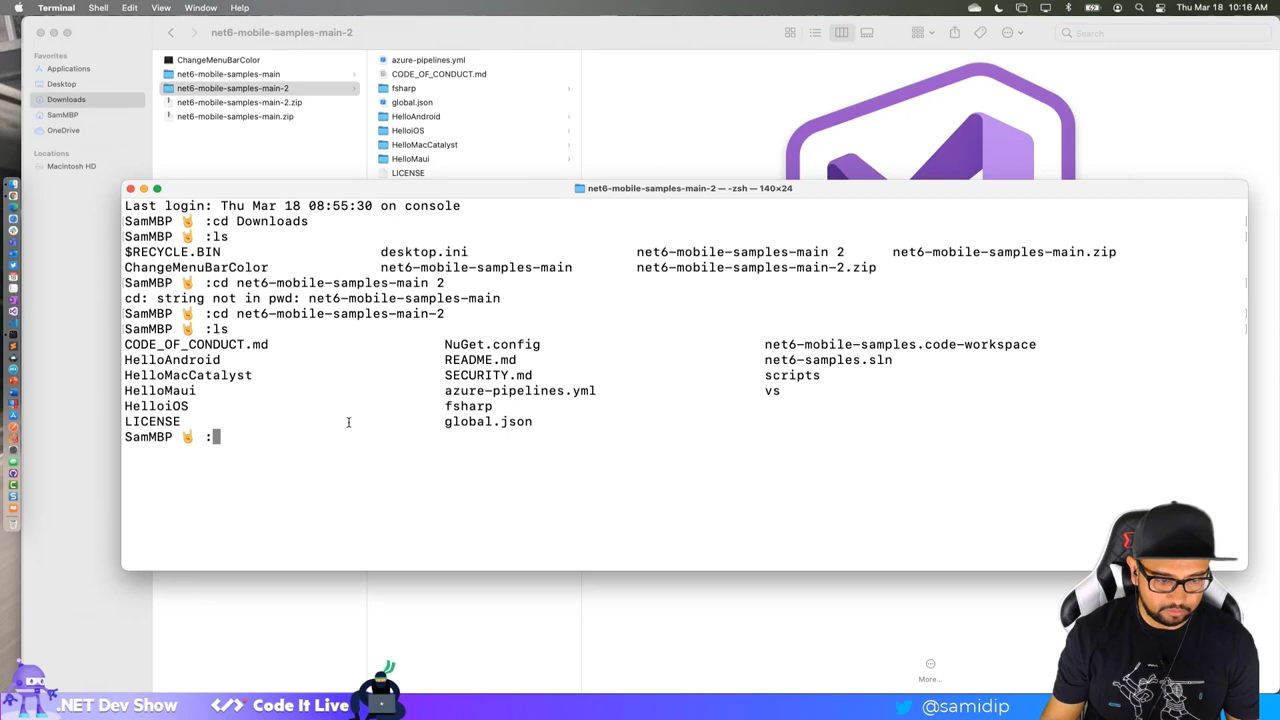 Terminal Shell Edit View Window Help
Thu Mar 18 10:16 AM
net6-mobile-samples-main-2
Search
Favorites
Applications
Desktop
Downloads
SamMBP
OneDrive
Locations
Macintosh HD
ChangeMenuBarColor
net6-mobile-samples-main
net6-mobile-samples-main-2
net6-mobile-samples-main-2.zip
net6-mobile-samples-main.zip
azure-pipelines.yml
CODE_OF_CONDUCT.md
fsharp
global.json
HelloAndroid
HelloiOS
HelloMacCatalyst
HelloMaui
LICENSE
net6-mobile-samples-main-2 — -zsh — 140×24
Last login: Thu Mar 18 08:55:30 on console
SamMBP 🤘 :cd Downloads
SamMBP 🤘 :ls
$RECYCLE.BIN desktop.ini net6-mobile-samples-main 2 net6-mobile-samples-main.zip
ChangeMenuBarColor net6-mobile-samples-main net6-mobile-samples-main-2.zip
SamMBP 🤘 :cd net6-mobile-samples-main 2
cd: string not in pwd: net6-mobile-samples-main
SamMBP 🤘 :cd net6-mobile-samples-main-2
SamMBP 🤘 :ls
CODE_OF_CONDUCT.md NuGet.config net6-mobile-samples.code-workspace
HelloAndroid README.md net6-samples.sln
HelloMacCatalyst SECURITY.md scripts
HelloMaui azure-pipelines.yml vs
HelloiOS fsharp
LICENSE global.json
SamMBP 🤘 :
More...
.NET Dev Show </> Code It Live
@samidip